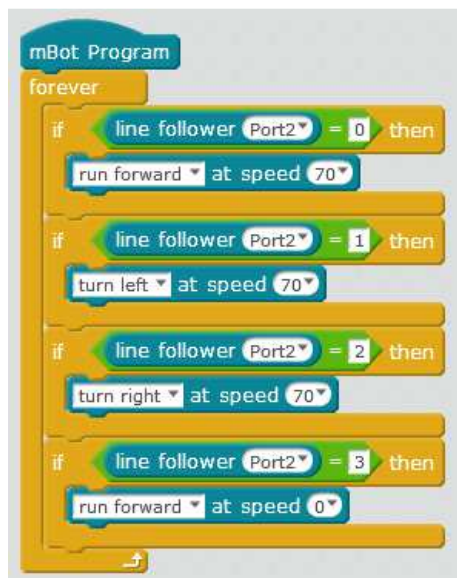 mBot Program
forever
if line follower Port2 = 0 then
run forward at speed 70
if line follower Port2 = 1 then
turn left at speed 70
if line follower Port2 = 2 then
turn right at speed 70
if line follower Port2 = 3 then
run forward at speed 0